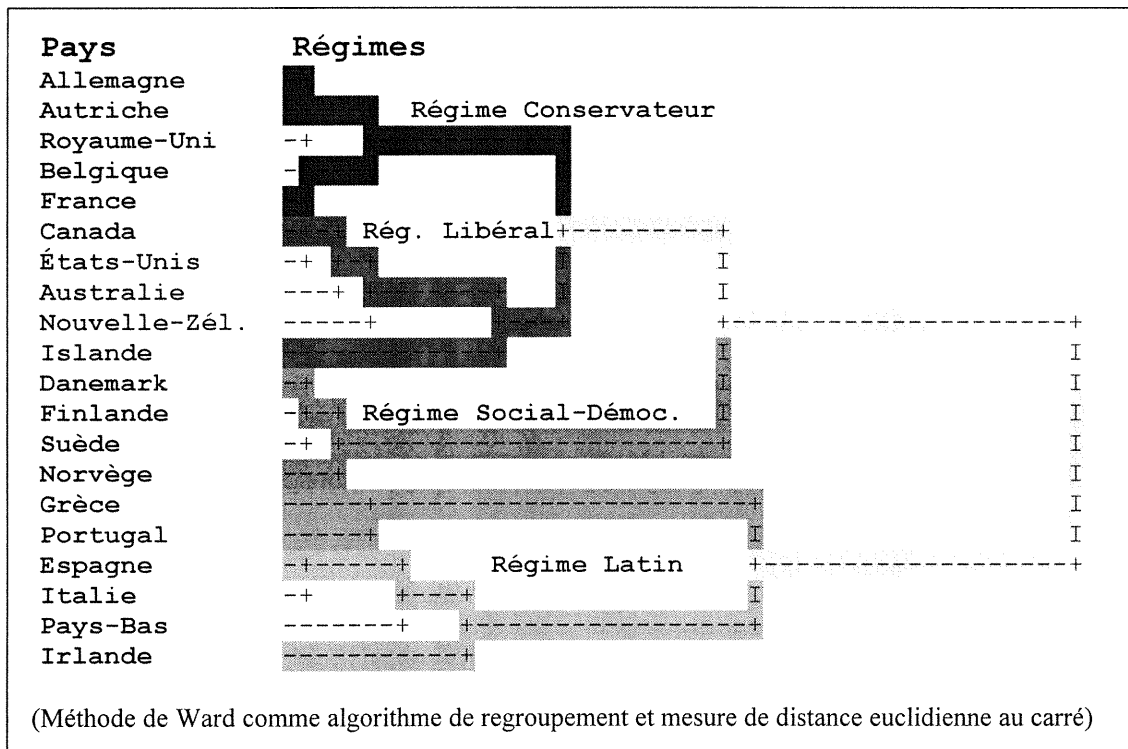 Pays Régimes
Allemagne
Autriche Régime Conservateur
Royaume-Uni
Belgique
France
Canada Rég. Libéral
États-Unis
Australie
Nouvelle-Zél.
Islande
Danemark
Finlande Régime Social-Démoc.
Suède
Norvège
Grèce
Portugal
Espagne Régime Latin
Italie
Pays-Bas
Irlande
(Méthode de Ward comme algorithme de regroupement et mesure de distance euclidienne au carré)